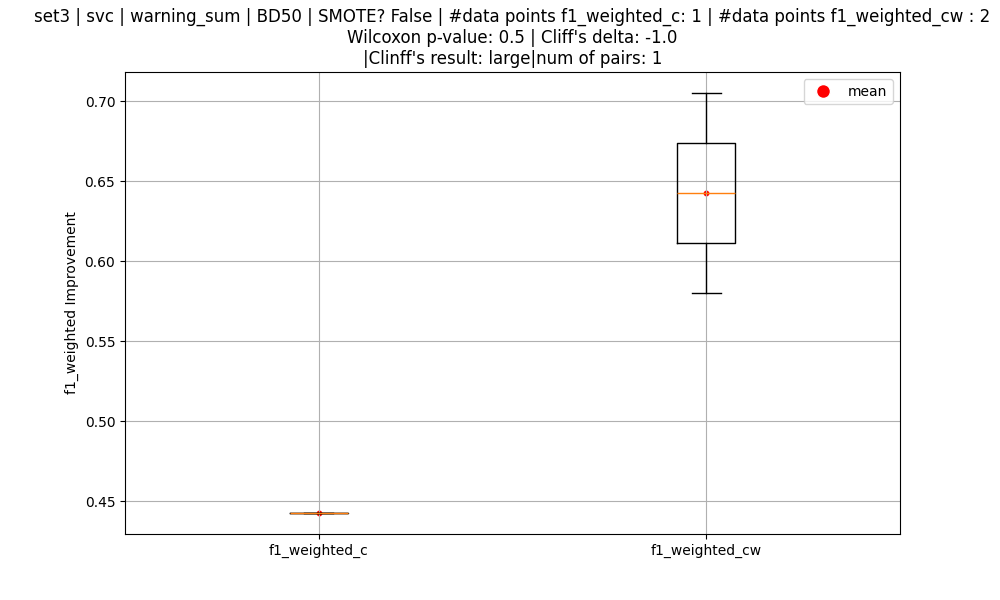 set3 | svc | warning_sum | BD50 | SMOTE? False | #data points f1_weighted_c: 1 | #data points f1_weighted_cw : 2
Wilcoxon p-value: 0.5 | Cliff's delta: -1.0
|Clinff's result: large|num of pairs: 1
mean
f1_weighted Improvement
0.70
0.65
0.60
0.55
0.50
0.45
f1_weighted_c
f1_weighted_cw